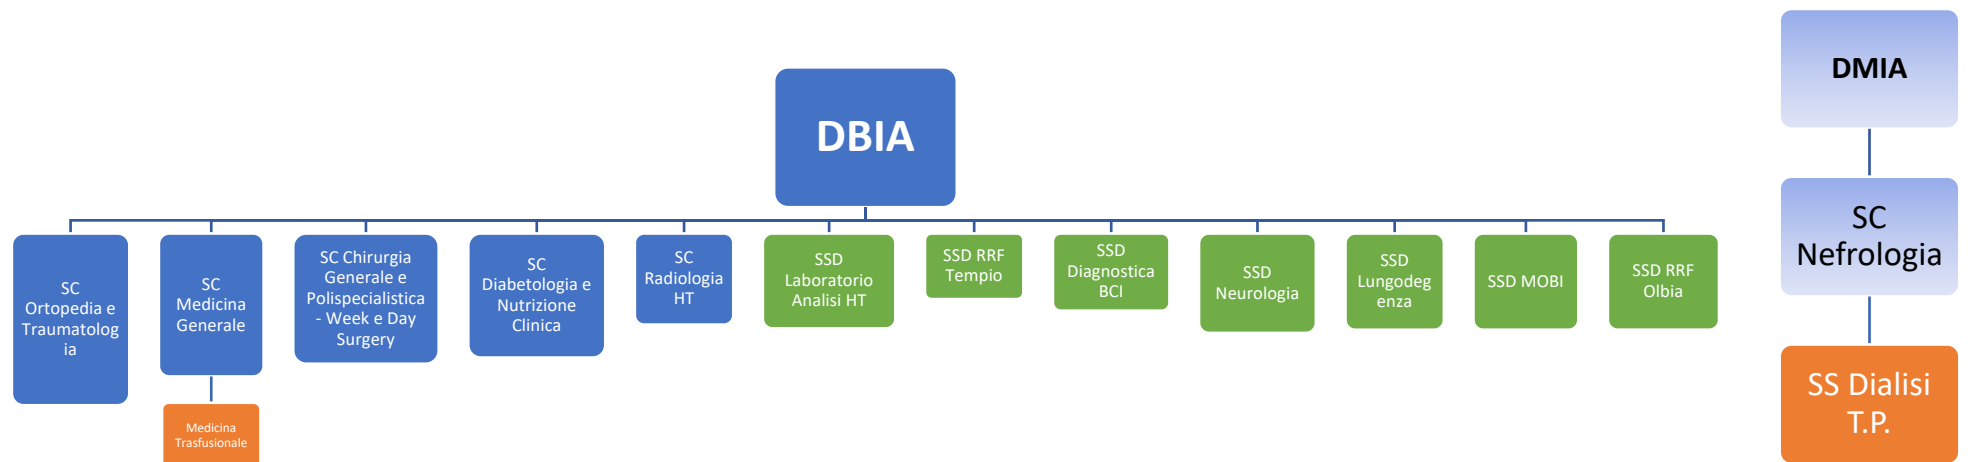 DBIA
SC
Ortopedia e
Traumatolog
ia
SC
Medicina
Generale
Medicina
Trasfusionale
SC Chirurgia
Generale e
Polispecialistica
- Week e Day
Surgery
SC
Diabetologia e
Nutrizione
Clinica
SC
Radiologia
HT
SSD
Laboratorio
Analisi HT
SSD RRF
Tempio
SSD
Diagnostica
BCI
SSD
Neurologia
SSD
Lungodeg
enza
SSD MOBI
SSD RRF
Olbia
DMIA
SC
Nefrologia
SS Dialisi
T.P.